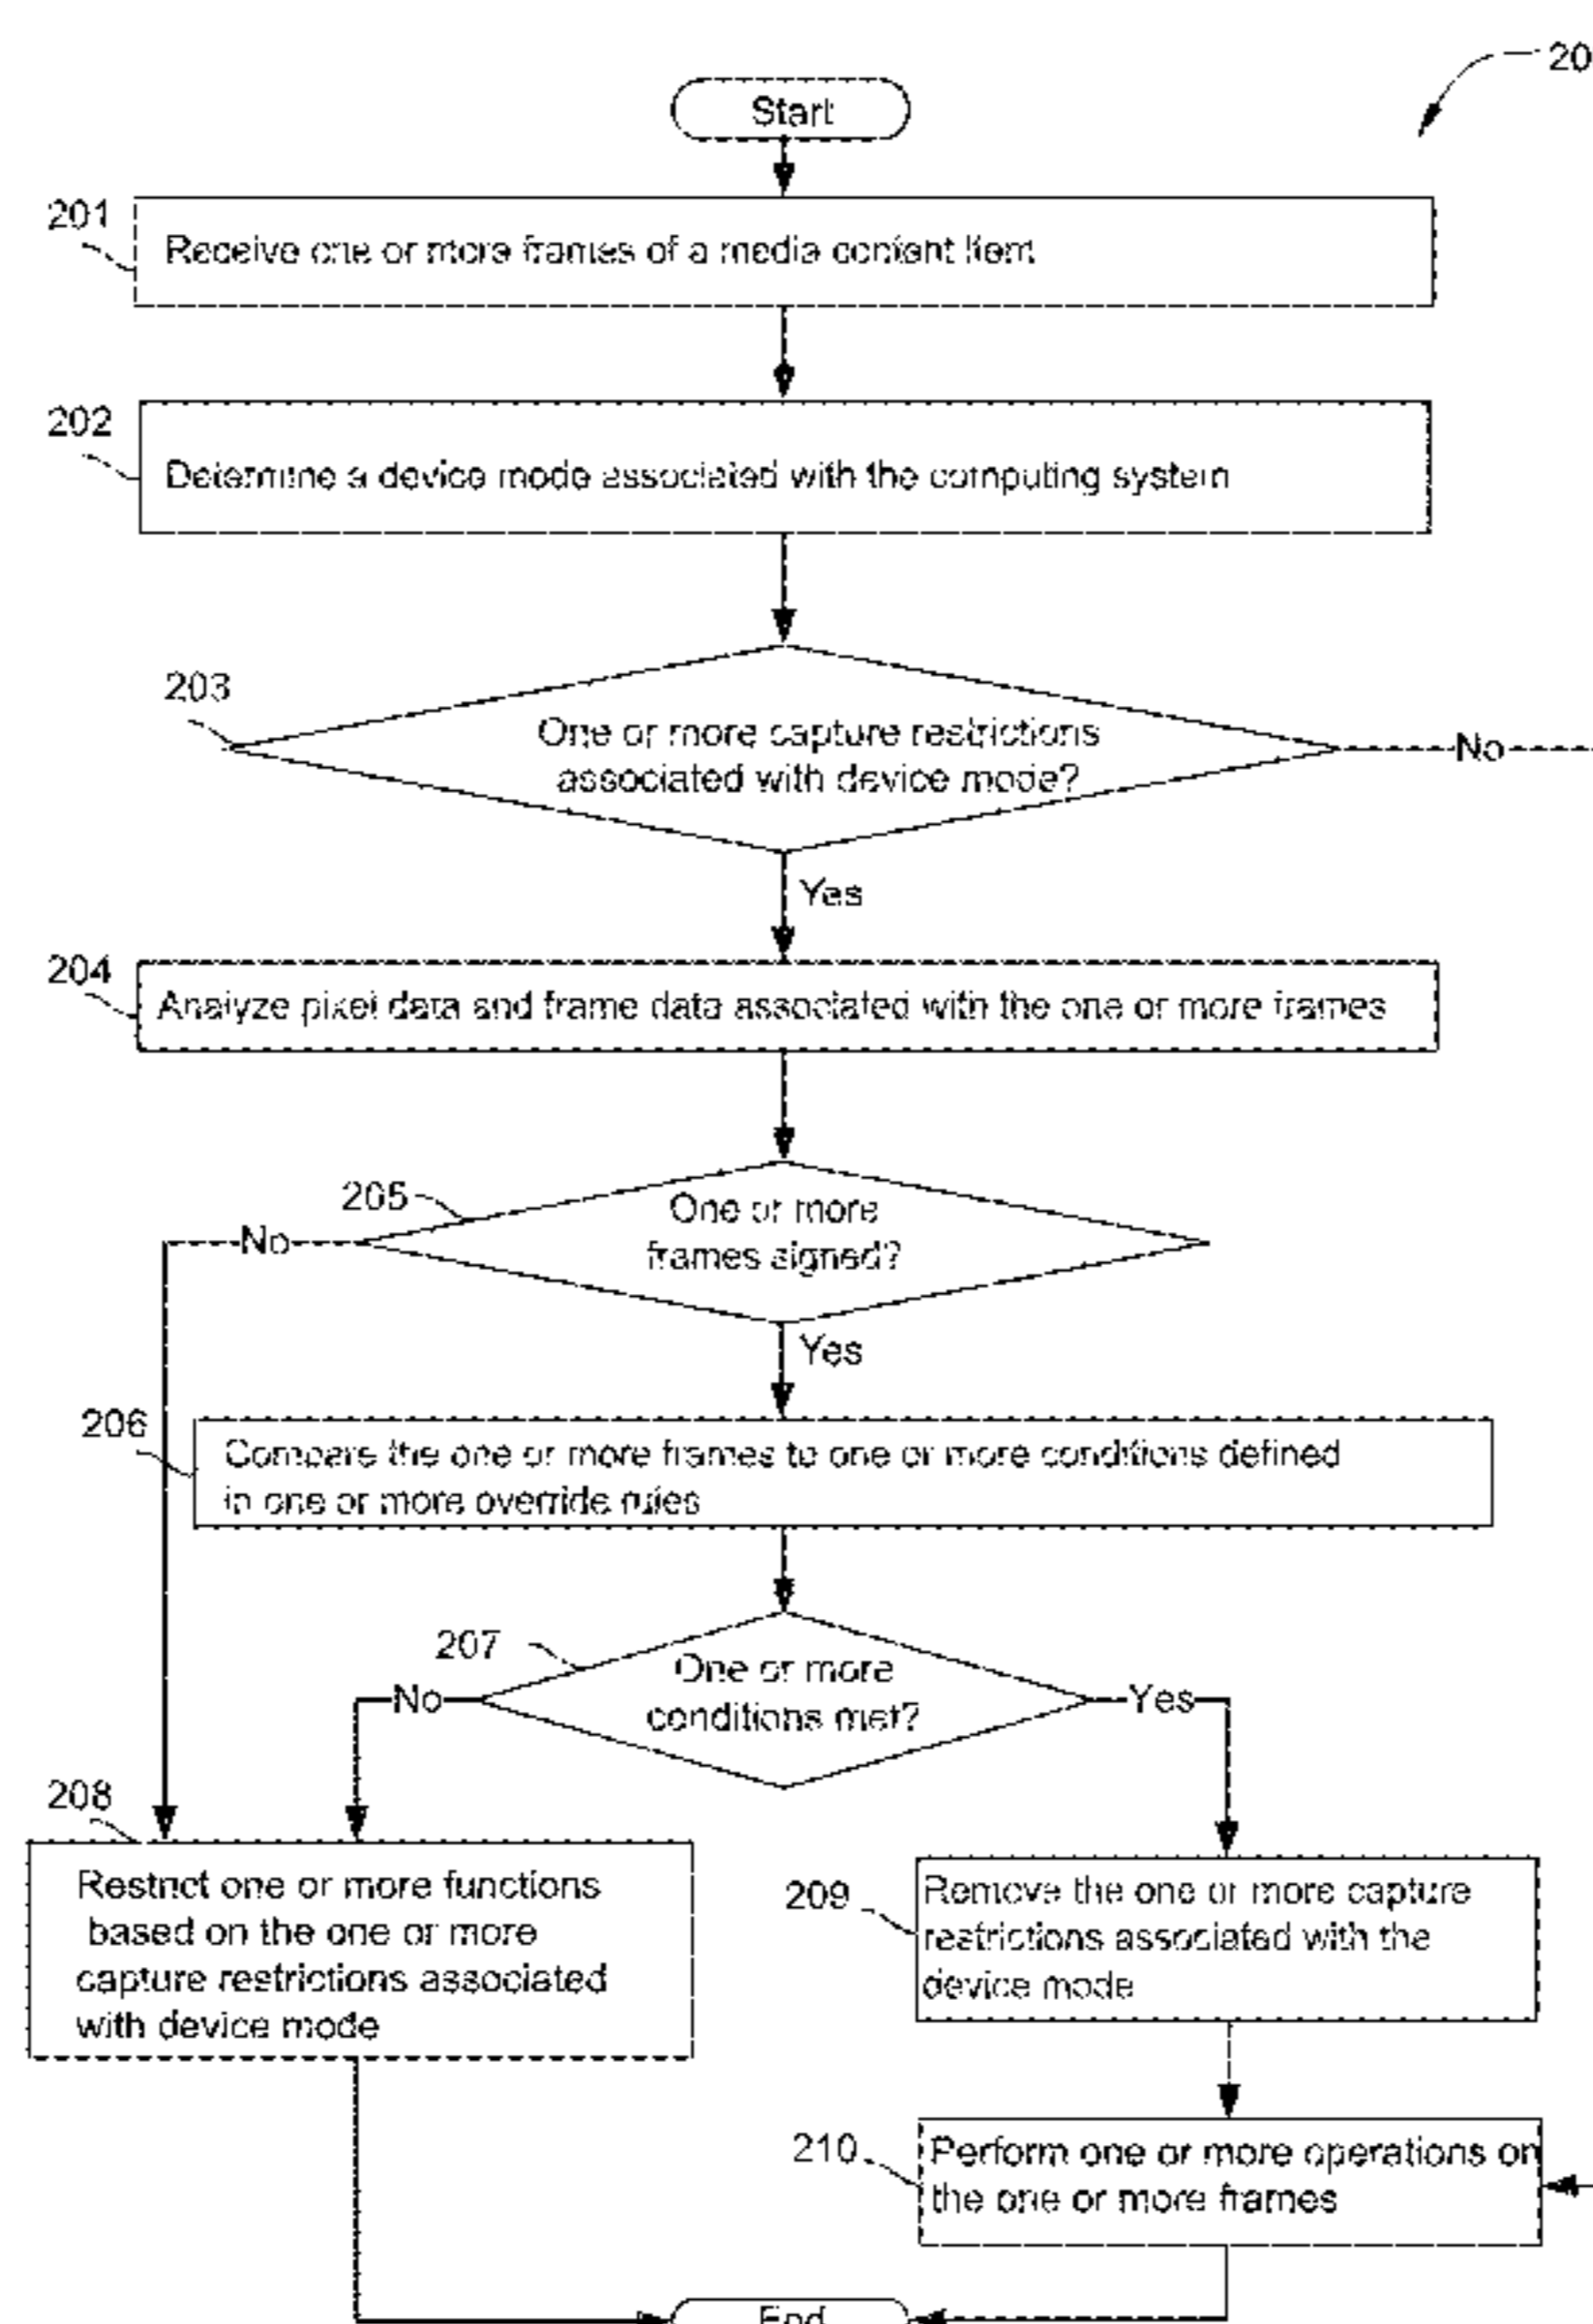 20
Start
201
Receive one or more frames of a media content item
202
Determine a device mode associated with the computing system
203
One or more capture restrictions
associated with device mode?
No
Yes
204
Analyze pixel data and frame data associated with the one or more frames
205
One or more
frames signed?
No
Yes
206
Compare the one or more frames to one or more conditions defined
in one or more override rules
207
One or more
conditions met?
No
Yes
208
Restrict one or more functions
based on the one or more
capture restrictions associated
with device mode
209
Remove the one or more capture
restrictions associated with the
device mode
210
Perform one or more operations on
the one or more frames
End